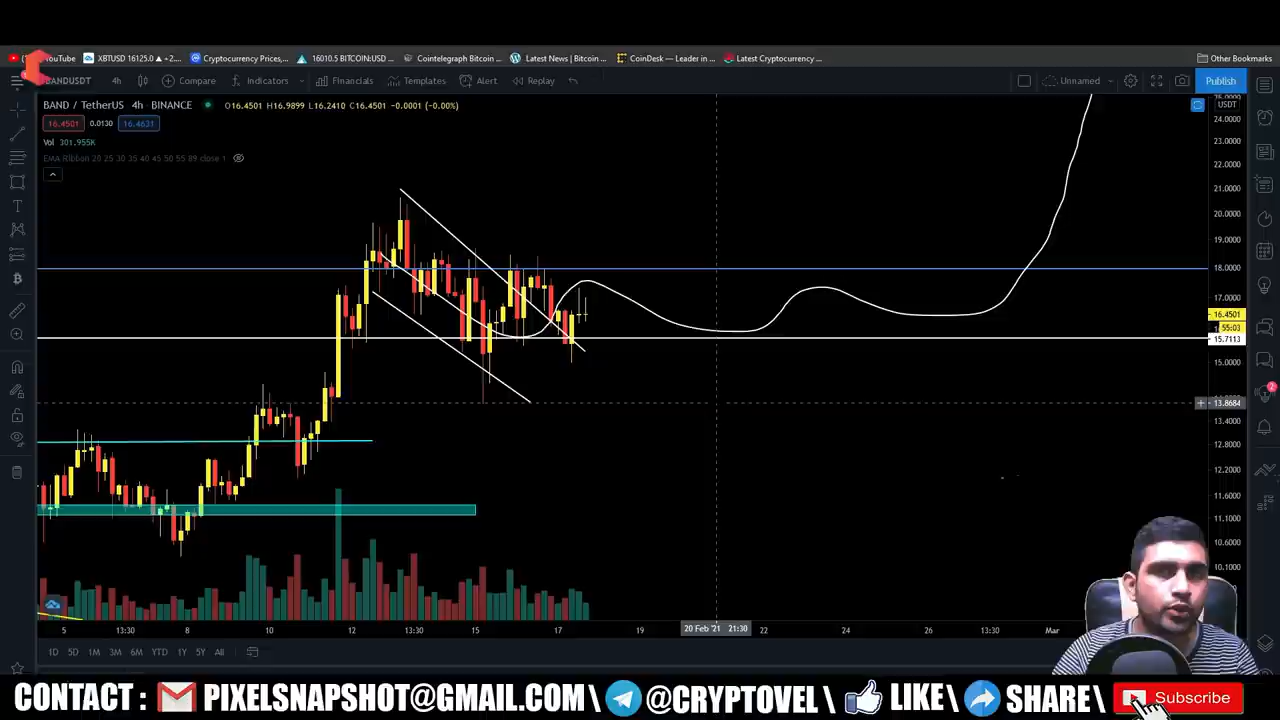 YouTube XBTUSD 16125.0 ▲ +2.... Cryptocurrency Prices,... 16010.5 BITCOIN:USD ... Cointelegraph Bitcoin ... Latest News | Bitcoin ... CoinDesk — Leader in ... Latest Cryptocurrency ... Other Bookmarks
BANDUSDT 4h Compare Indicators Financials Templates Alert Replay Unnamed Publish
BAND / TetherUS 4h BINANCE O16.4501 H16.9899 L16.2410 C16.4501 -0.0001 (-0.00%) USDT
16.4501 0.0130 16.4631
Vol 301.955K
EMA Ribbon 20 25 30 35 40 45 50 55 89 close 1
24.0000
23.0000
22.0000
21.0000
20.0000
19.0000
18.0000
17.0000
16.4501
55:03
15.7113
15.0000
2
13.8684
13.4000
12.8000
12.2000
11.6000
11.1000
10.6000
10.1000
5 13:30 8 10 12 13:30 15 17 19 20 Feb '21 21:30 22 24 26 13:30 Mar
1D 5D 1M 3M 6M YTD 1Y 5Y All
CONTACT : PIXELSNAPSHOT@GMAIL.COM\ @CRYPTOVEL\ LIKE\ SHARE\ Subscribe